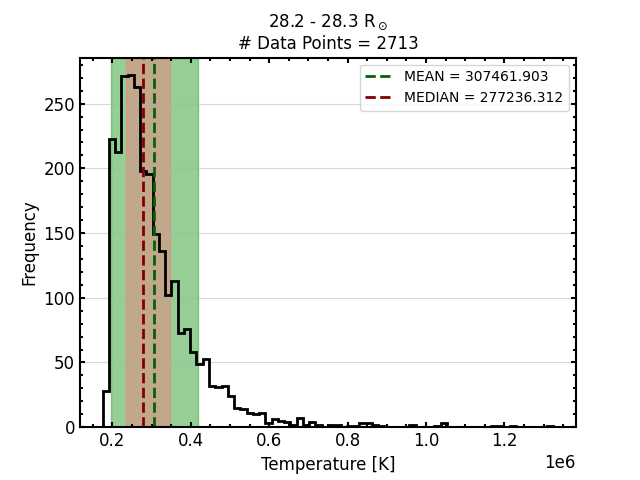 28.2 - 28.3 R⊙
# Data Points = 2713
MEAN = 307461.903
MEDIAN = 277236.312
Frequency
250
200
150
100
50
0
0.2 0.4 0.6 0.8 1.0 1.2
1e6
Temperature [K]